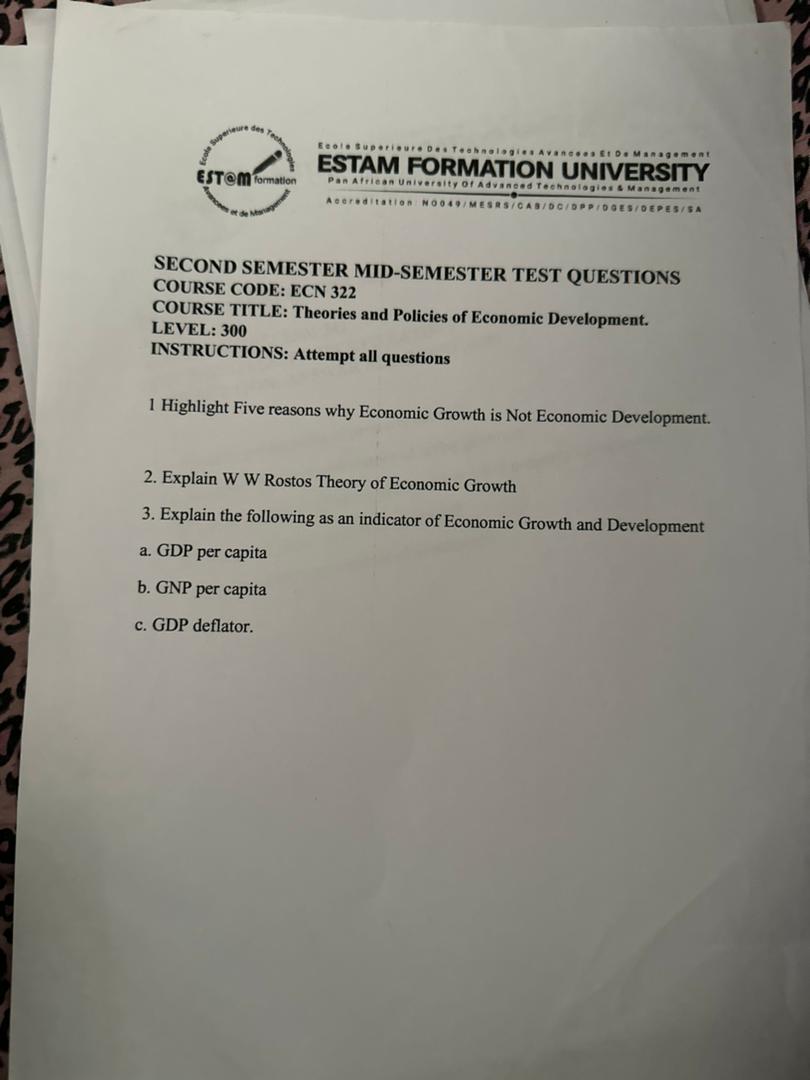 Ecole Superieure des Technologies
EST@M formation
Avancees et de Management
Ecole Superieure Des Technologies Avancees Et De Management
ESTAM FORMATION UNIVERSITY
Pan African University Of Advanced Technologies & Management
Accreditation NO049/MESRS/CAB/DC/DPP/DGES/DEPES/SA
SECOND SEMESTER MID-SEMESTER TEST QUESTIONS
COURSE CODE: ECN 322
COURSE TITLE: Theories and Policies of Economic Development.
LEVEL: 300
INSTRUCTIONS: Attempt all questions
1 Highlight Five reasons why Economic Growth is Not Economic Development.
2. Explain W W Rostos Theory of Economic Growth
3. Explain the following as an indicator of Economic Growth and Development
a. GDP per capita
b. GNP per capita
c. GDP deflator.